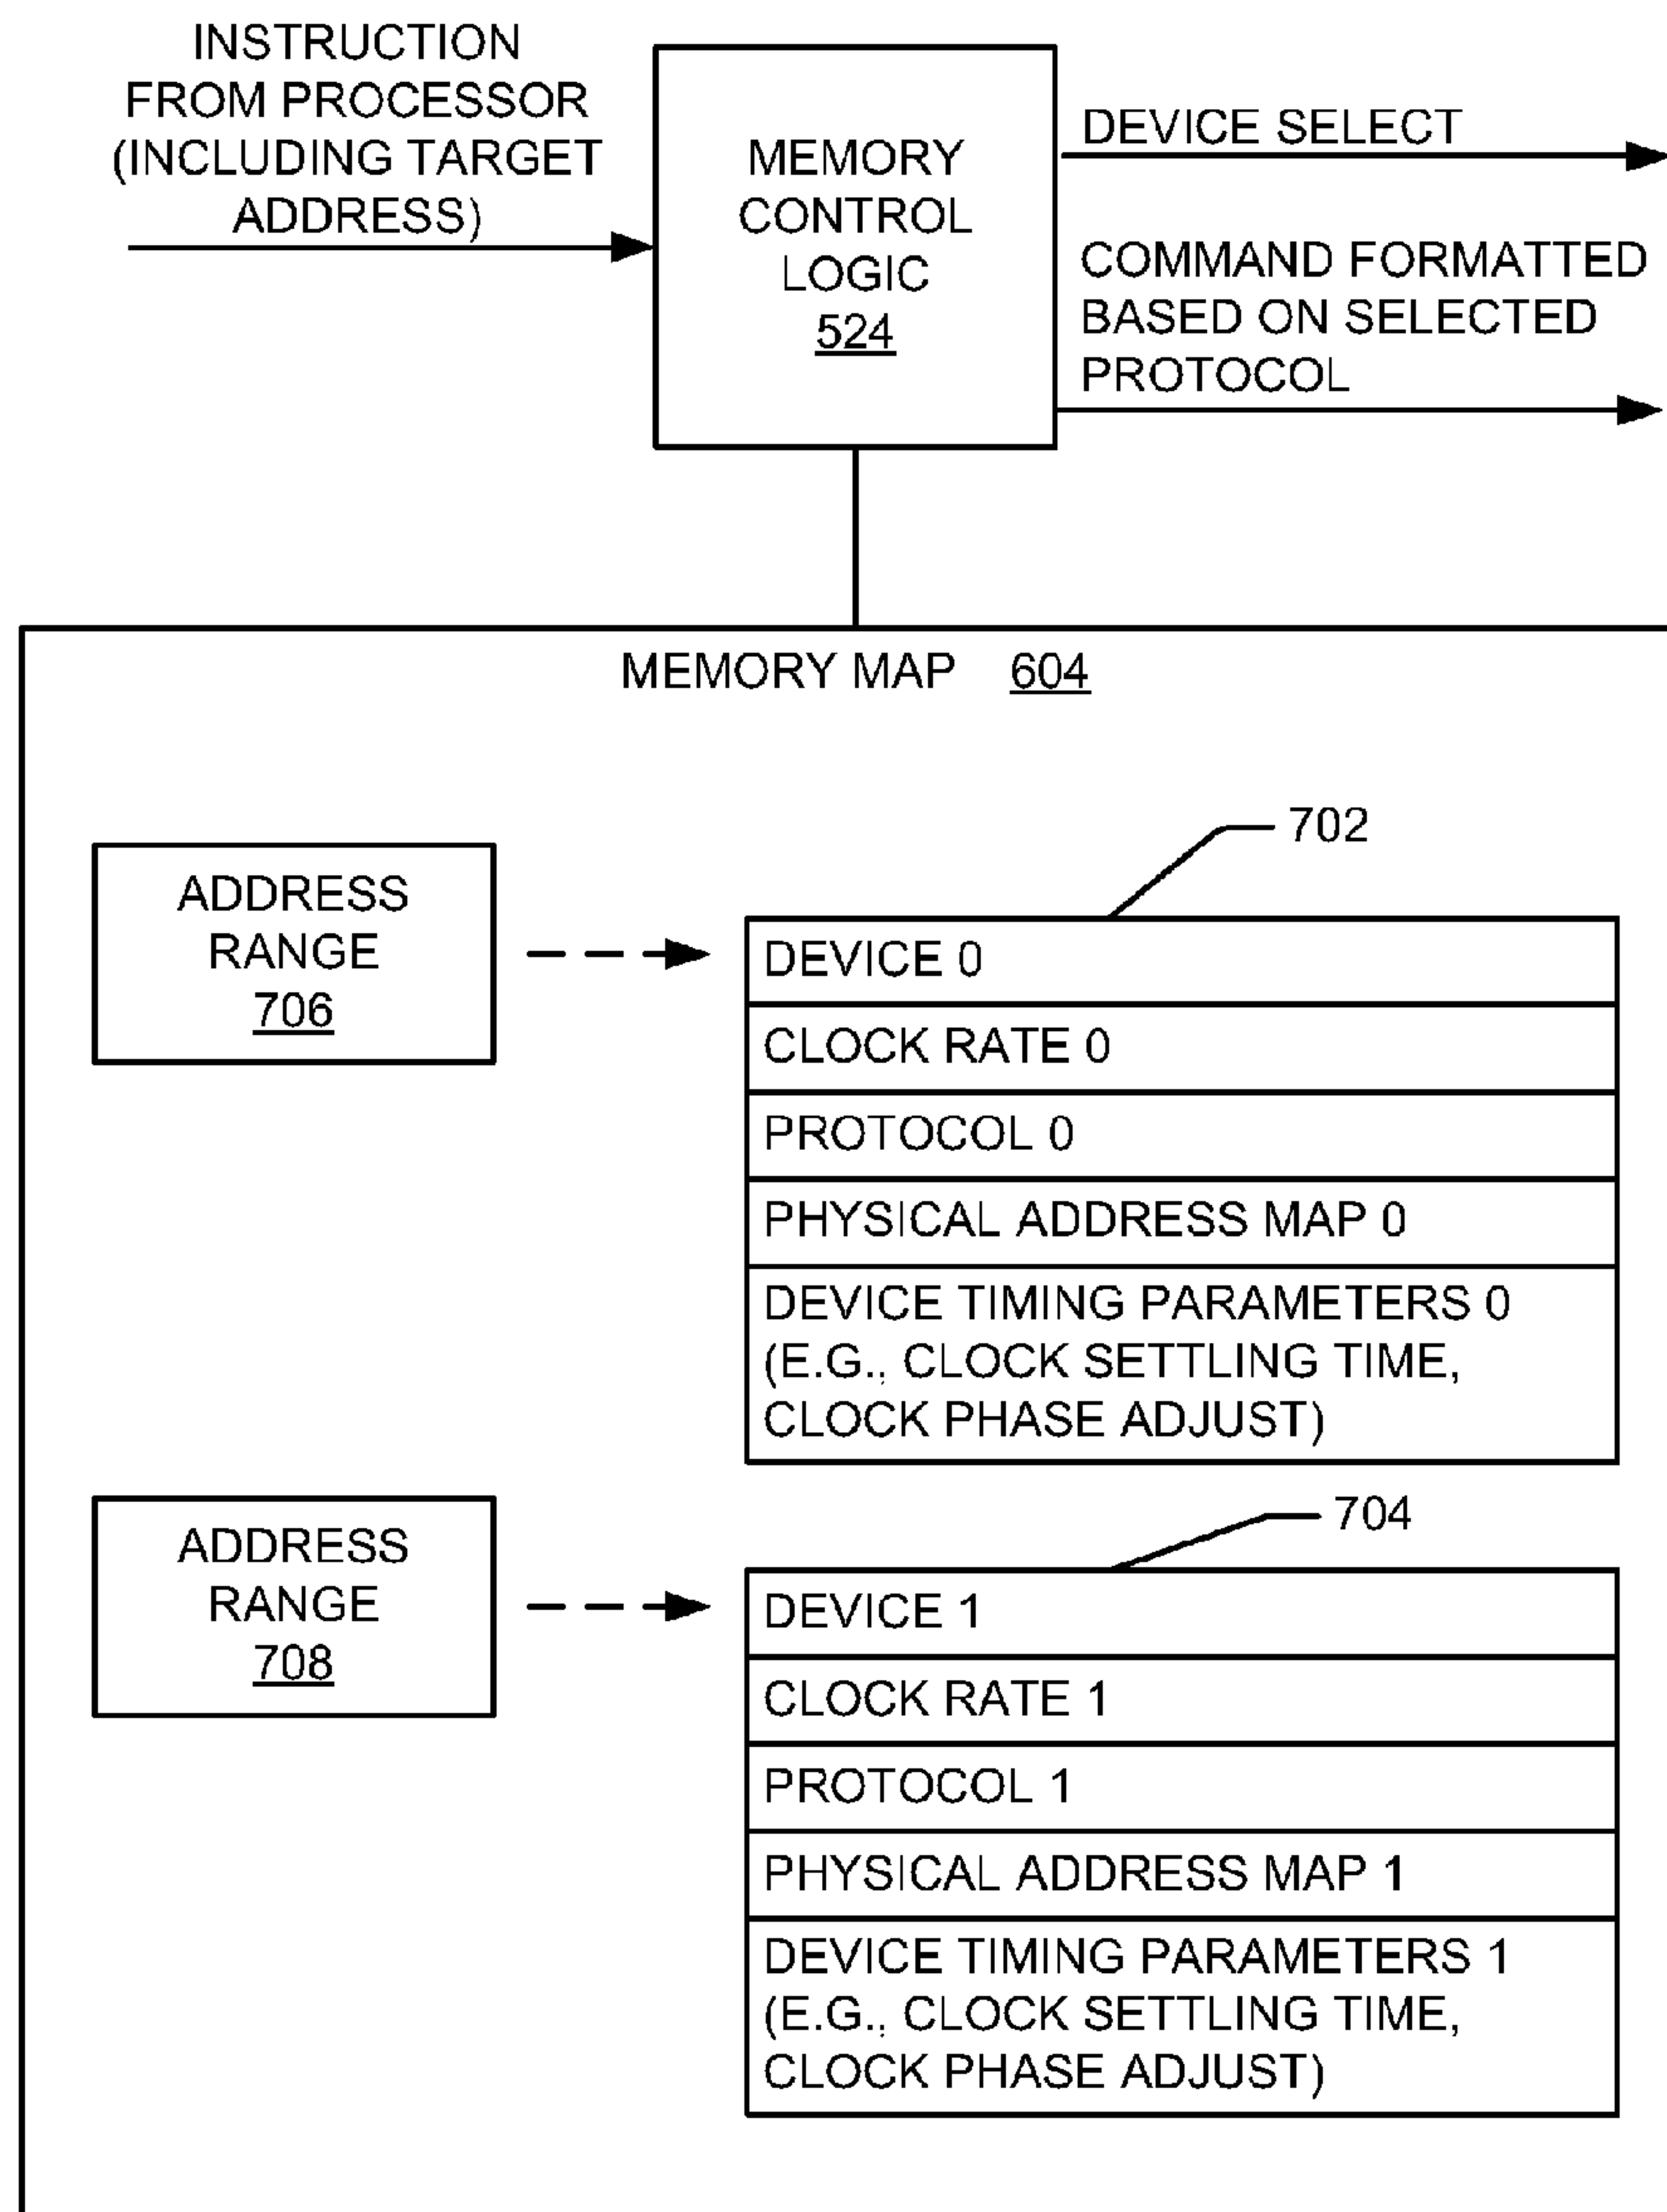 INSTRUCTION
FROM PROCESSOR
(INCLUDING TARGET
ADDRESS)
MEMORY
CONTROL
LOGIC
524
DEVICE SELECT
COMMAND FORMATTED
BASED ON SELECTED
PROTOCOL
MEMORY MAP 604
ADDRESS
RANGE
706
702
DEVICE 0
CLOCK RATE 0
PROTOCOL 0
PHYSICAL ADDRESS MAP 0
DEVICE TIMING PARAMETERS 0
(E.G., CLOCK SETTLING TIME,
CLOCK PHASE ADJUST)
ADDRESS
RANGE
708
704
DEVICE 1
CLOCK RATE 1
PROTOCOL 1
PHYSICAL ADDRESS MAP 1
DEVICE TIMING PARAMETERS 1
(E.G., CLOCK SETTLING TIME,
CLOCK PHASE ADJUST)